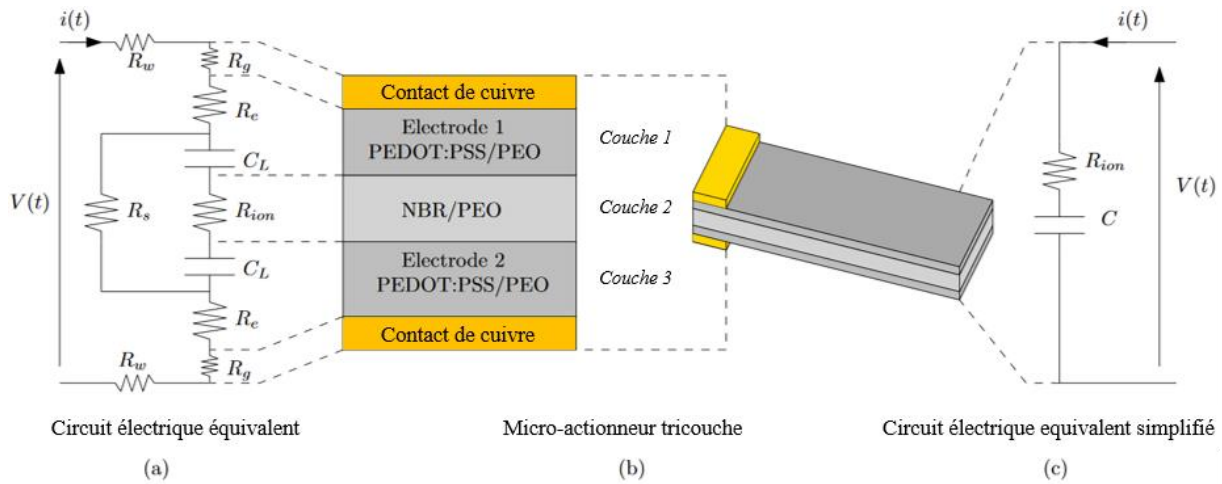 i(t)
R_w
R_g
R_e
C_L
V(t)
R_s
R_ion
C_L
R_e
R_w
R_g
Contact de cuivre
Electrode 1
PEDOT:PSS/PEO
NBR/PEO
Electrode 2
PEDOT:PSS/PEO
Contact de cuivre
Couche 1
Couche 2
Couche 3
i(t)
R_ion
V(t)
C
Circuit électrique équivalent
Micro-actionneur tricouche
Circuit électrique equivalent simplifié
(a)
(b)
(c)